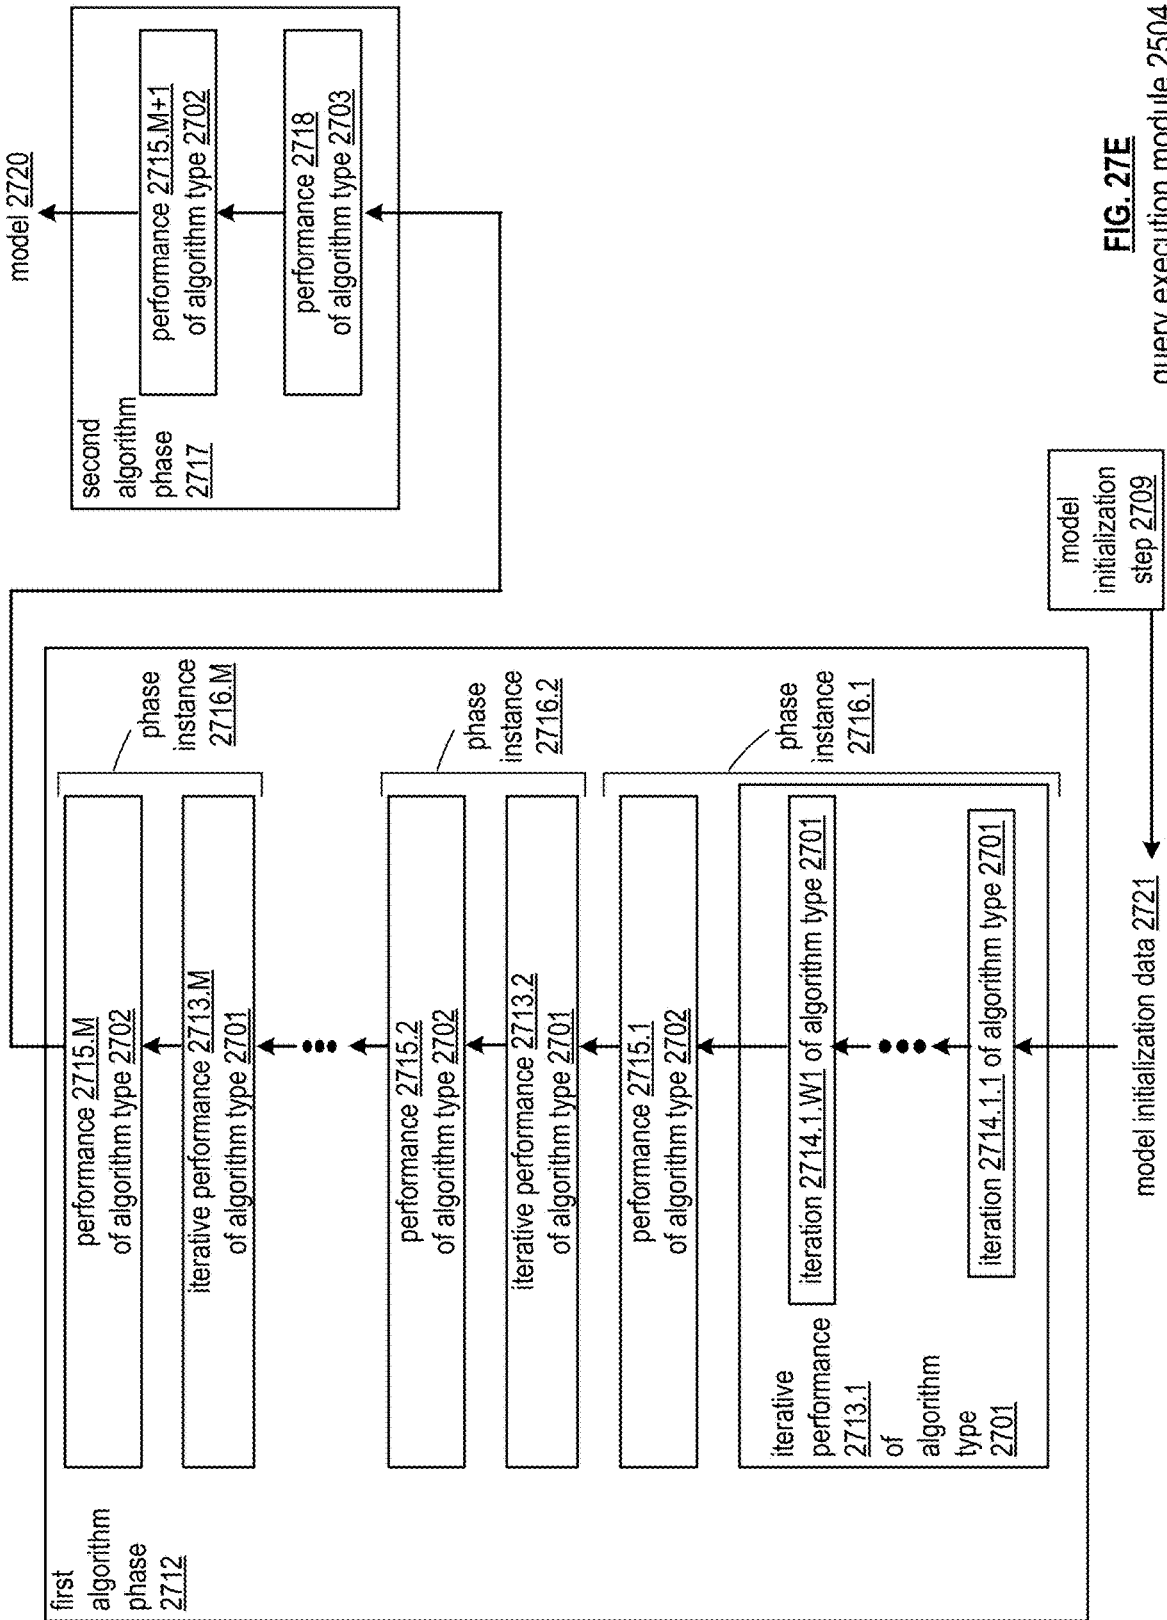 model 2720
second
algorithm
phase
2717
performance 2715.M+1
of algorithm type 2702
performance 2718
of algorithm type 2703
first
algorithm
phase
2712
performance 2715.M
of algorithm type 2702
iterative performance 2713.M
of algorithm type 2701
phase
instance
2716.M
performance 2715.2
of algorithm type 2702
iterative performance 2713.2
of algorithm type 2701
phase
instance
2716.2
performance 2715.1
of algorithm type 2702
phase
instance
2716.1
iterative
performance
2713.1
of
algorithm
type
2701
iteration 2714.1.W1 of algorithm type 2701
iteration 2714.1.1 of algorithm type 2701
model initialization data 2721
model
initialization
step 2709
FIG. 27E
query execution module 2504